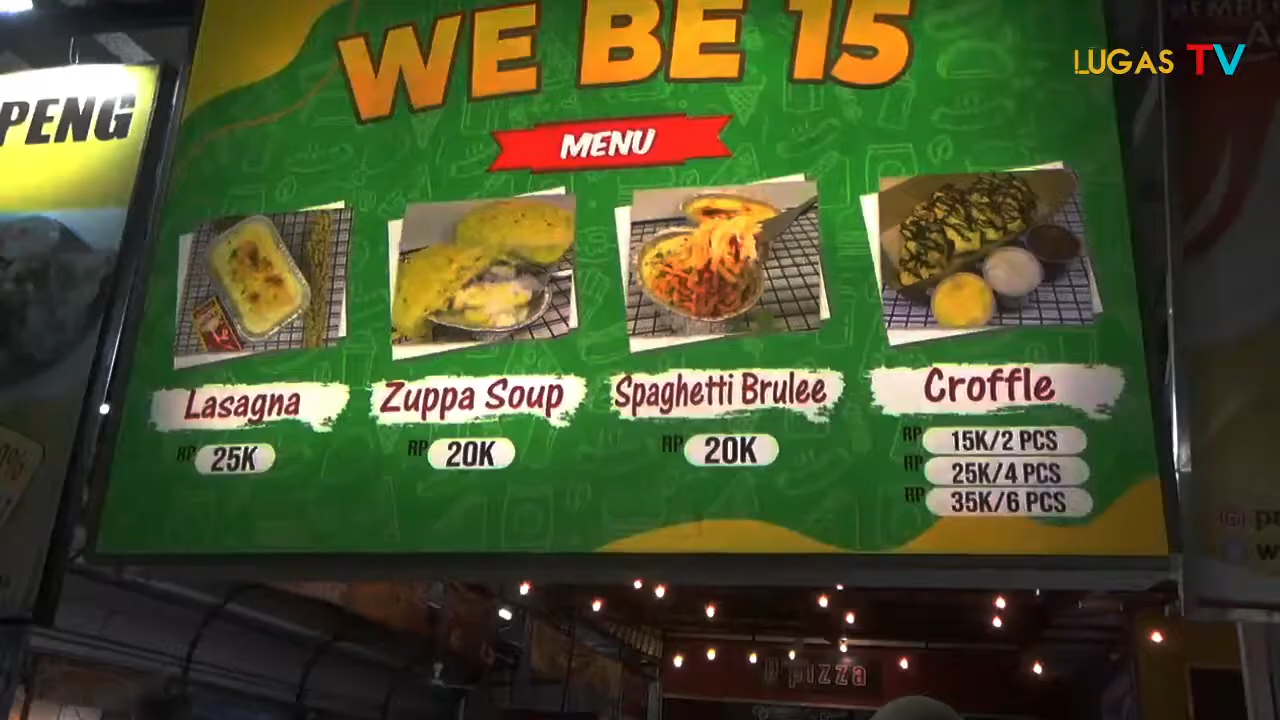 WE BE 15
LUGAS TV
PENG
MENU
Lasagna
Zuppa Soup
Spaghetti Brulee
Croffle
RP 25K
RP 20K
RP 20K
RP 15K/2 PCS
RP 25K/4 PCS
RP 35K/6 PCS
pizza